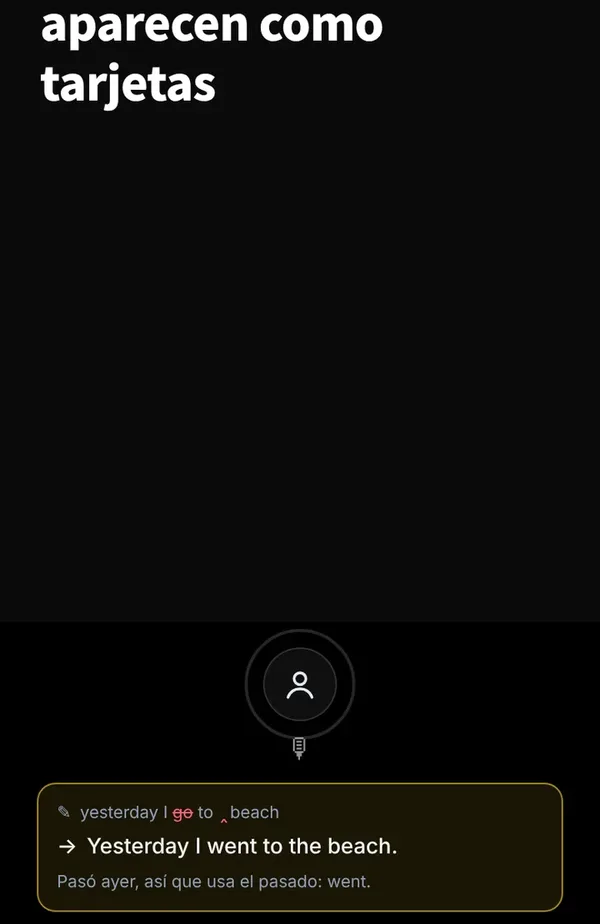 aparecen como
tarjetas
✎ yesterday I go to ‸beach
→ Yesterday I went to the beach.
Pasó ayer, así que usa el pasado: went.